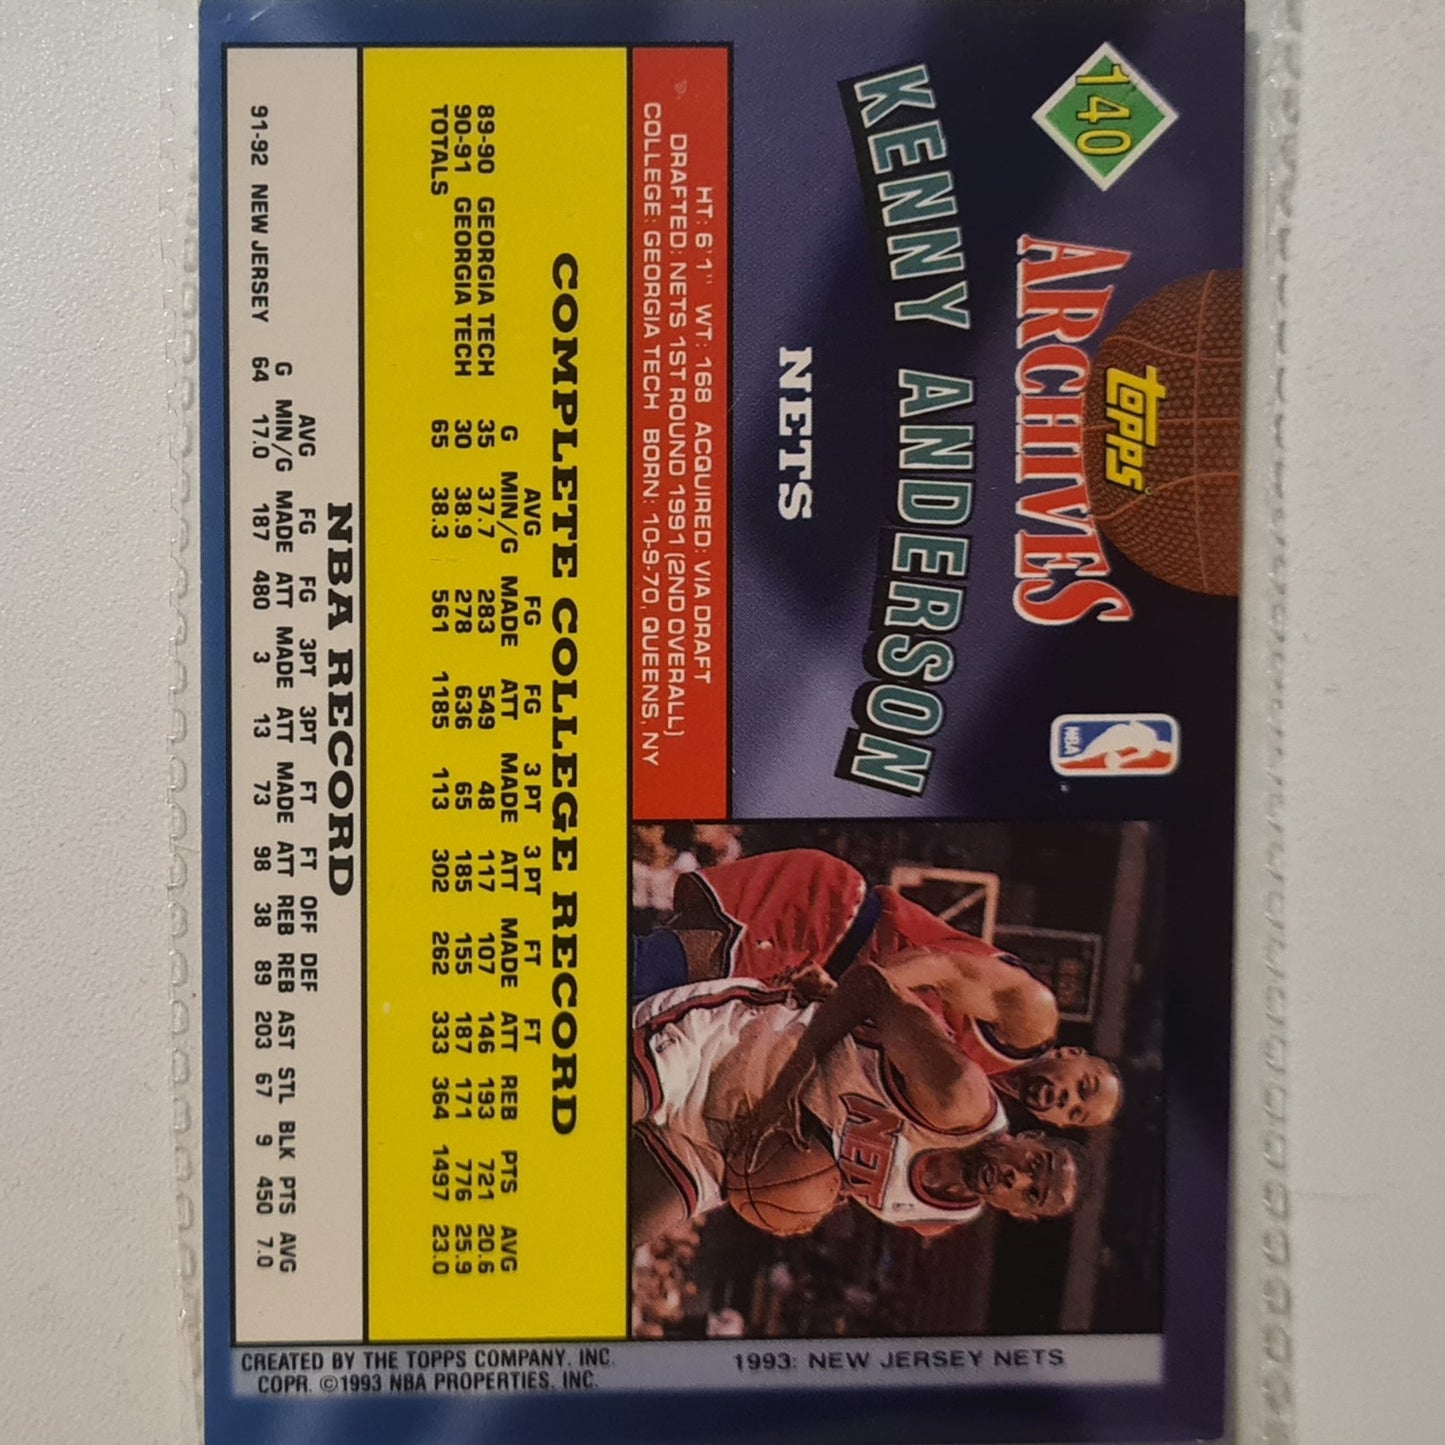 140
topps
ARCHIVES
NBA
KENNY ANDERSON
NETS
HT: 6'1" WT: 168 ACQUIRED: VIA DRAFT
DRAFTED: NETS 1ST ROUND 1991 (2ND OVERALL)
COLLEGE: GEORGIA TECH BORN: 10-9-70, QUEENS, NY
NETS
1993: NEW JERSEY NETS
COMPLETE COLLEGE RECORD
AVG FG FG 3 PT 3 PT FT FT
G MIN/G MADE ATT MADE ATT MADE ATT REB PTS AVG
89-90 GEORGIA TECH 35 37.7 283 549 48 117 107 146 193 721 20.6
90-91 GEORGIA TECH 30 38.9 278 636 65 185 155 187 171 776 25.9
TOTALS 65 38.3 561 1185 113 302 262 333 364 1497 23.0
NBA RECORD
AVG FG FG 3PT 3PT FT FT OFF DEF
G MIN/G MADE ATT MADE ATT MADE ATT REB REB AST STL BLK PTS AVG
91-92 NEW JERSEY 64 17.0 187 480 3 13 73 98 38 89 203 67 9 450 7.0
CREATED BY THE TOPPS COMPANY, INC.
COPR. ©1993 NBA PROPERTIES, INC.